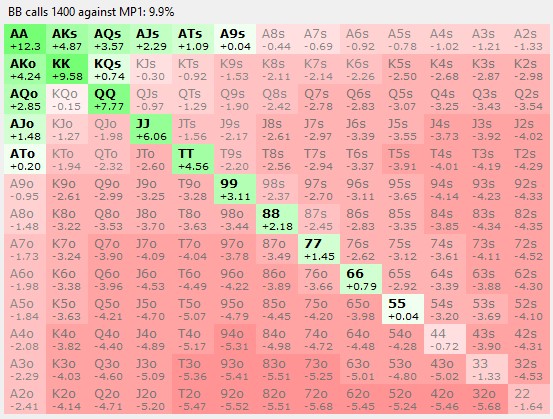 BB calls 1400 against MP1: 9.9%
AA AKs AQs AJs ATs A9s A8s A7s A6s A5s A4s A3s A2s
+12.3 +4.87 +3.57 +2.29 +1.09 +0.04 -0.44 -0.69 -0.92 -0.78 -1.02 -1.21 -1.33
AKo KK KQs KJs KTs K9s K8s K7s K6s K5s K4s K3s K2s
+4.24 +9.58 +0.74 -0.30 -0.92 -1.53 -2.11 -2.14 -2.26 -2.50 -2.68 -2.87 -2.98
AQo KQo QQ QJs QTs Q9s Q8s Q7s Q6s Q5s Q4s Q3s Q2s
+2.85 -0.15 +7.77 -0.97 -1.29 -1.90 -2.42 -2.78 -2.83 -3.07 -3.25 -3.43 -3.54
AJo KJo QJo JJ JTs J9s J8s J7s J6s J5s J4s J3s J2s
+1.48 -1.27 -1.98 +6.06 -1.56 -2.17 -2.61 -2.97 -3.39 -3.55 -3.73 -3.92 -4.02
ATo KTo QTo JTo TT T9s T8s T7s T6s T5s T4s T3s T2s
+0.20 -1.94 -2.32 -2.60 +4.56 -2.20 -2.56 -2.94 -3.37 -3.91 -4.01 -4.19 -4.29
A9o K9o Q9o J9o T9o 99 98s 97s 96s 95s 94s 93s 92s
-0.95 -2.61 -2.99 -3.25 -3.28 +3.11 -2.37 -2.70 -3.11 -3.65 -4.14 -4.23 -4.33
A8o K8o Q8o J8o T8o 98o 88 87s 86s 85s 84s 83s 82s
-1.48 -3.22 -3.53 -3.70 -3.63 -3.44 +2.18 -2.45 -2.83 -3.35 -3.85 -4.34 -4.35
A7o K7o Q7o J7o T7o 97o 87o 77 76s 75s 74s 73s 72s
-1.73 -3.24 -3.90 -4.09 -4.04 -3.78 -3.49 +1.45 -2.62 -3.12 -3.61 -4.11 -4.52
A6o K6o Q6o J6o T6o 96o 86o 76o 66 65s 64s 63s 62s
-1.98 -3.38 -3.96 -4.53 -4.49 -4.22 -3.89 -3.66 +0.79 -2.92 -3.39 -3.88 -4.30
A5o K5o Q5o J5o T5o 95o 85o 75o 65o 55 54s 53s 52s
-1.84 -3.63 -4.21 -4.70 -5.07 -4.79 -4.45 -4.20 -3.98 +0.04 -3.20 -3.69 -4.10
A4o K4o Q4o J4o T4o 94o 84o 74o 64o 54o 44 43s 42s
-2.08 -3.82 -4.40 -4.89 -5.17 -5.31 -4.98 -4.72 -4.48 -4.28 -0.72 -3.90 -4.31
A3o K3o Q3o J3o T3o 93o 83o 73o 63o 53o 43o 33 32s
-2.29 -4.03 -4.60 -5.09 -5.36 -5.41 -5.51 -5.25 -5.01 -4.80 -5.02 -1.33 -4.53
A2o K2o Q2o J2o T2o 92o 82o 72o 62o 52o 42o 32o 22
-2.41 -4.14 -4.71 -5.20 -5.47 -5.52 -5.51 -5.68 -5.45 -5.24 -5.46 -5.68 -1.64